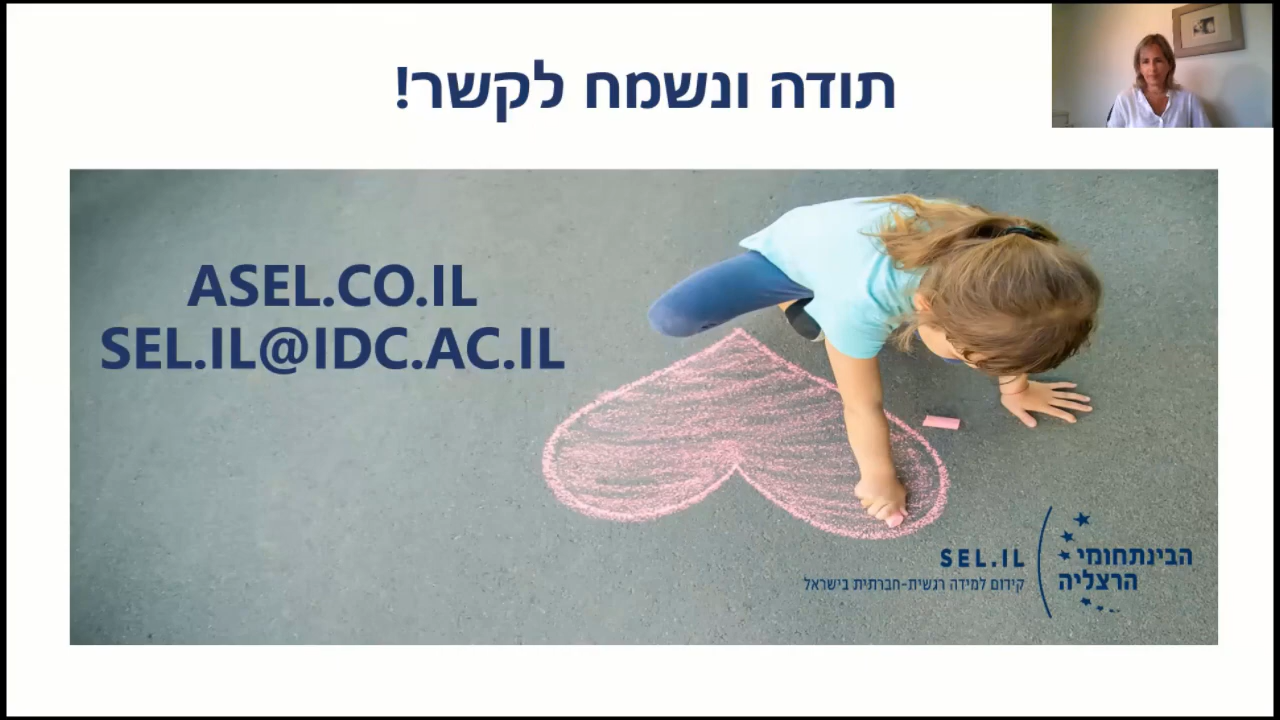 תודה ונשמח לקשר!
ASEL.CO.IL
SEL.IL@IDC.AC.IL
SEL.IL
קידום למידה רגשית-חברתית בישראל
הבינתחומי
הרצליה